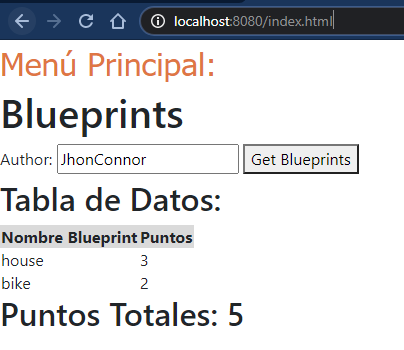 localhost:8080/index.html
Menú Principal:
Blueprints
Author: JhonConnor Get Blueprints
Tabla de Datos:
Nombre Blueprint Puntos
house 3
bike 2
Puntos Totales: 5